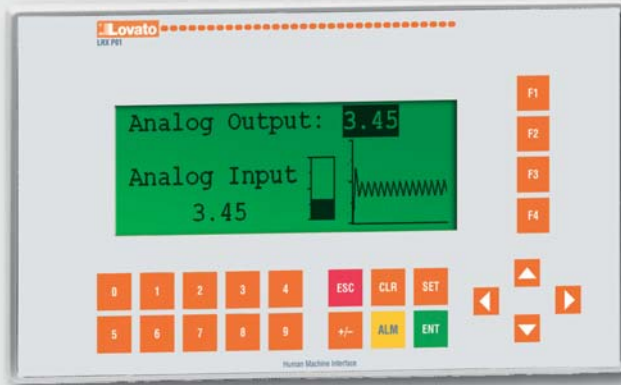 Lovato
LRX P01
Analog Output: 3.45
Analog Input
3.45
F1
F2
F3
F4
0 1 2 3 4 ESC CLR SET
5 6 7 8 9 +/- ALM ENT
Human Machine Interface